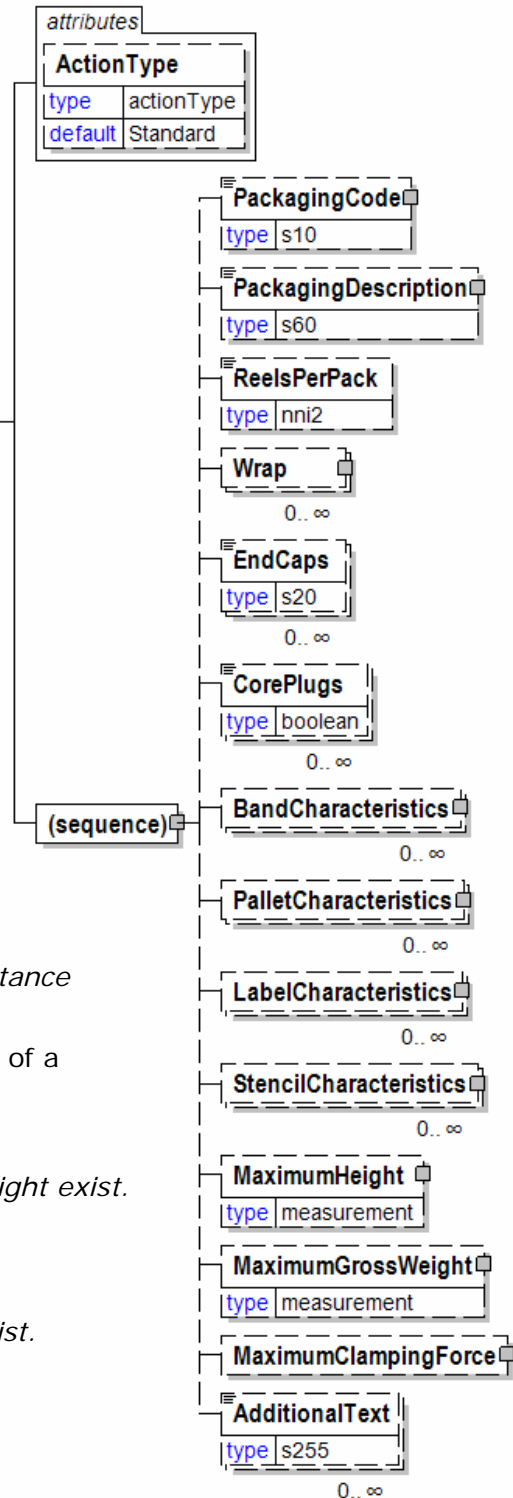 attributes
ActionType
type actionType
default Standard
PackagingCode
type s10
PackagingDescription
type s60
ReelsPerPack
type nni2
Wrap
0.. ∞
EndCaps
type s20
0.. ∞
CorePlugs
type boolean
0.. ∞
(sequence)
BandCharacteristics
0.. ∞
PalletCharacteristics
0.. ∞
tance
LabelCharacteristics
0.. ∞
of a
StencilCharacteristics
0.. ∞
ight exist.
MaximumHeight
type measurement
MaximumGrossWeight
type measurement
ist.
MaximumClampingForce
AdditionalText
type s255
0.. ∞